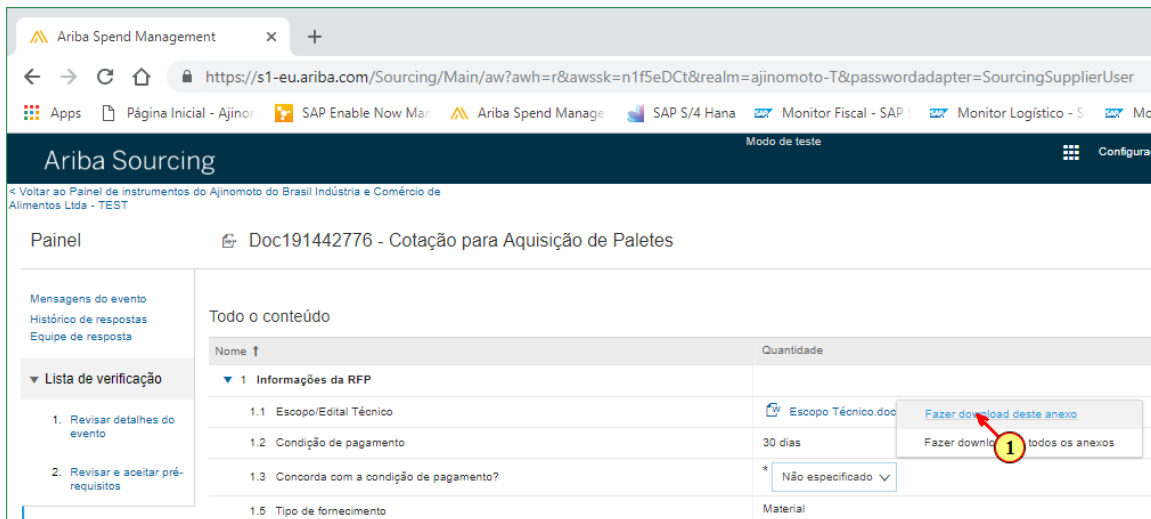 Ariba Spend Management
https://s1-eu.ariba.com/Sourcing/Main/aw?awh=r&awssk=n1f5eDCt&realm=ajinomoto-T&passwordadapter=SourcingSupplierUser
Apps Página Inicial - Ajinor SAP Enable Now Man Ariba Spend Manage SAP S/4 Hana Monitor Fiscal - SAP Monitor Logístico - S Mo
Modo de teste
Ariba Sourcing Configura
< Voltar ao Painel de instrumentos do Ajinomoto do Brasil Indústria e Comércio de
Alimentos Ltda - TEST
Painel Doc191442776 - Cotação para Aquisição de Paletes
Mensagens do evento
Histórico de respostas
Equipe de resposta
Todo o conteúdo
Nome ↑ Quantidade
Lista de verificação
1. Revisar detalhes do
evento
2. Revisar e aceitar pré-
requisitos
1 Informações da RFP
1.1 Escopo/Edital Técnico Escopo Técnico.doc
Fazer download deste anexo
1.2 Condição de pagamento 30 dias
Fazer downlo todos os anexos
1
1.3 Concorda com a condição de pagamento? * Não especificado
1.5 Tipo de fornecimento Material